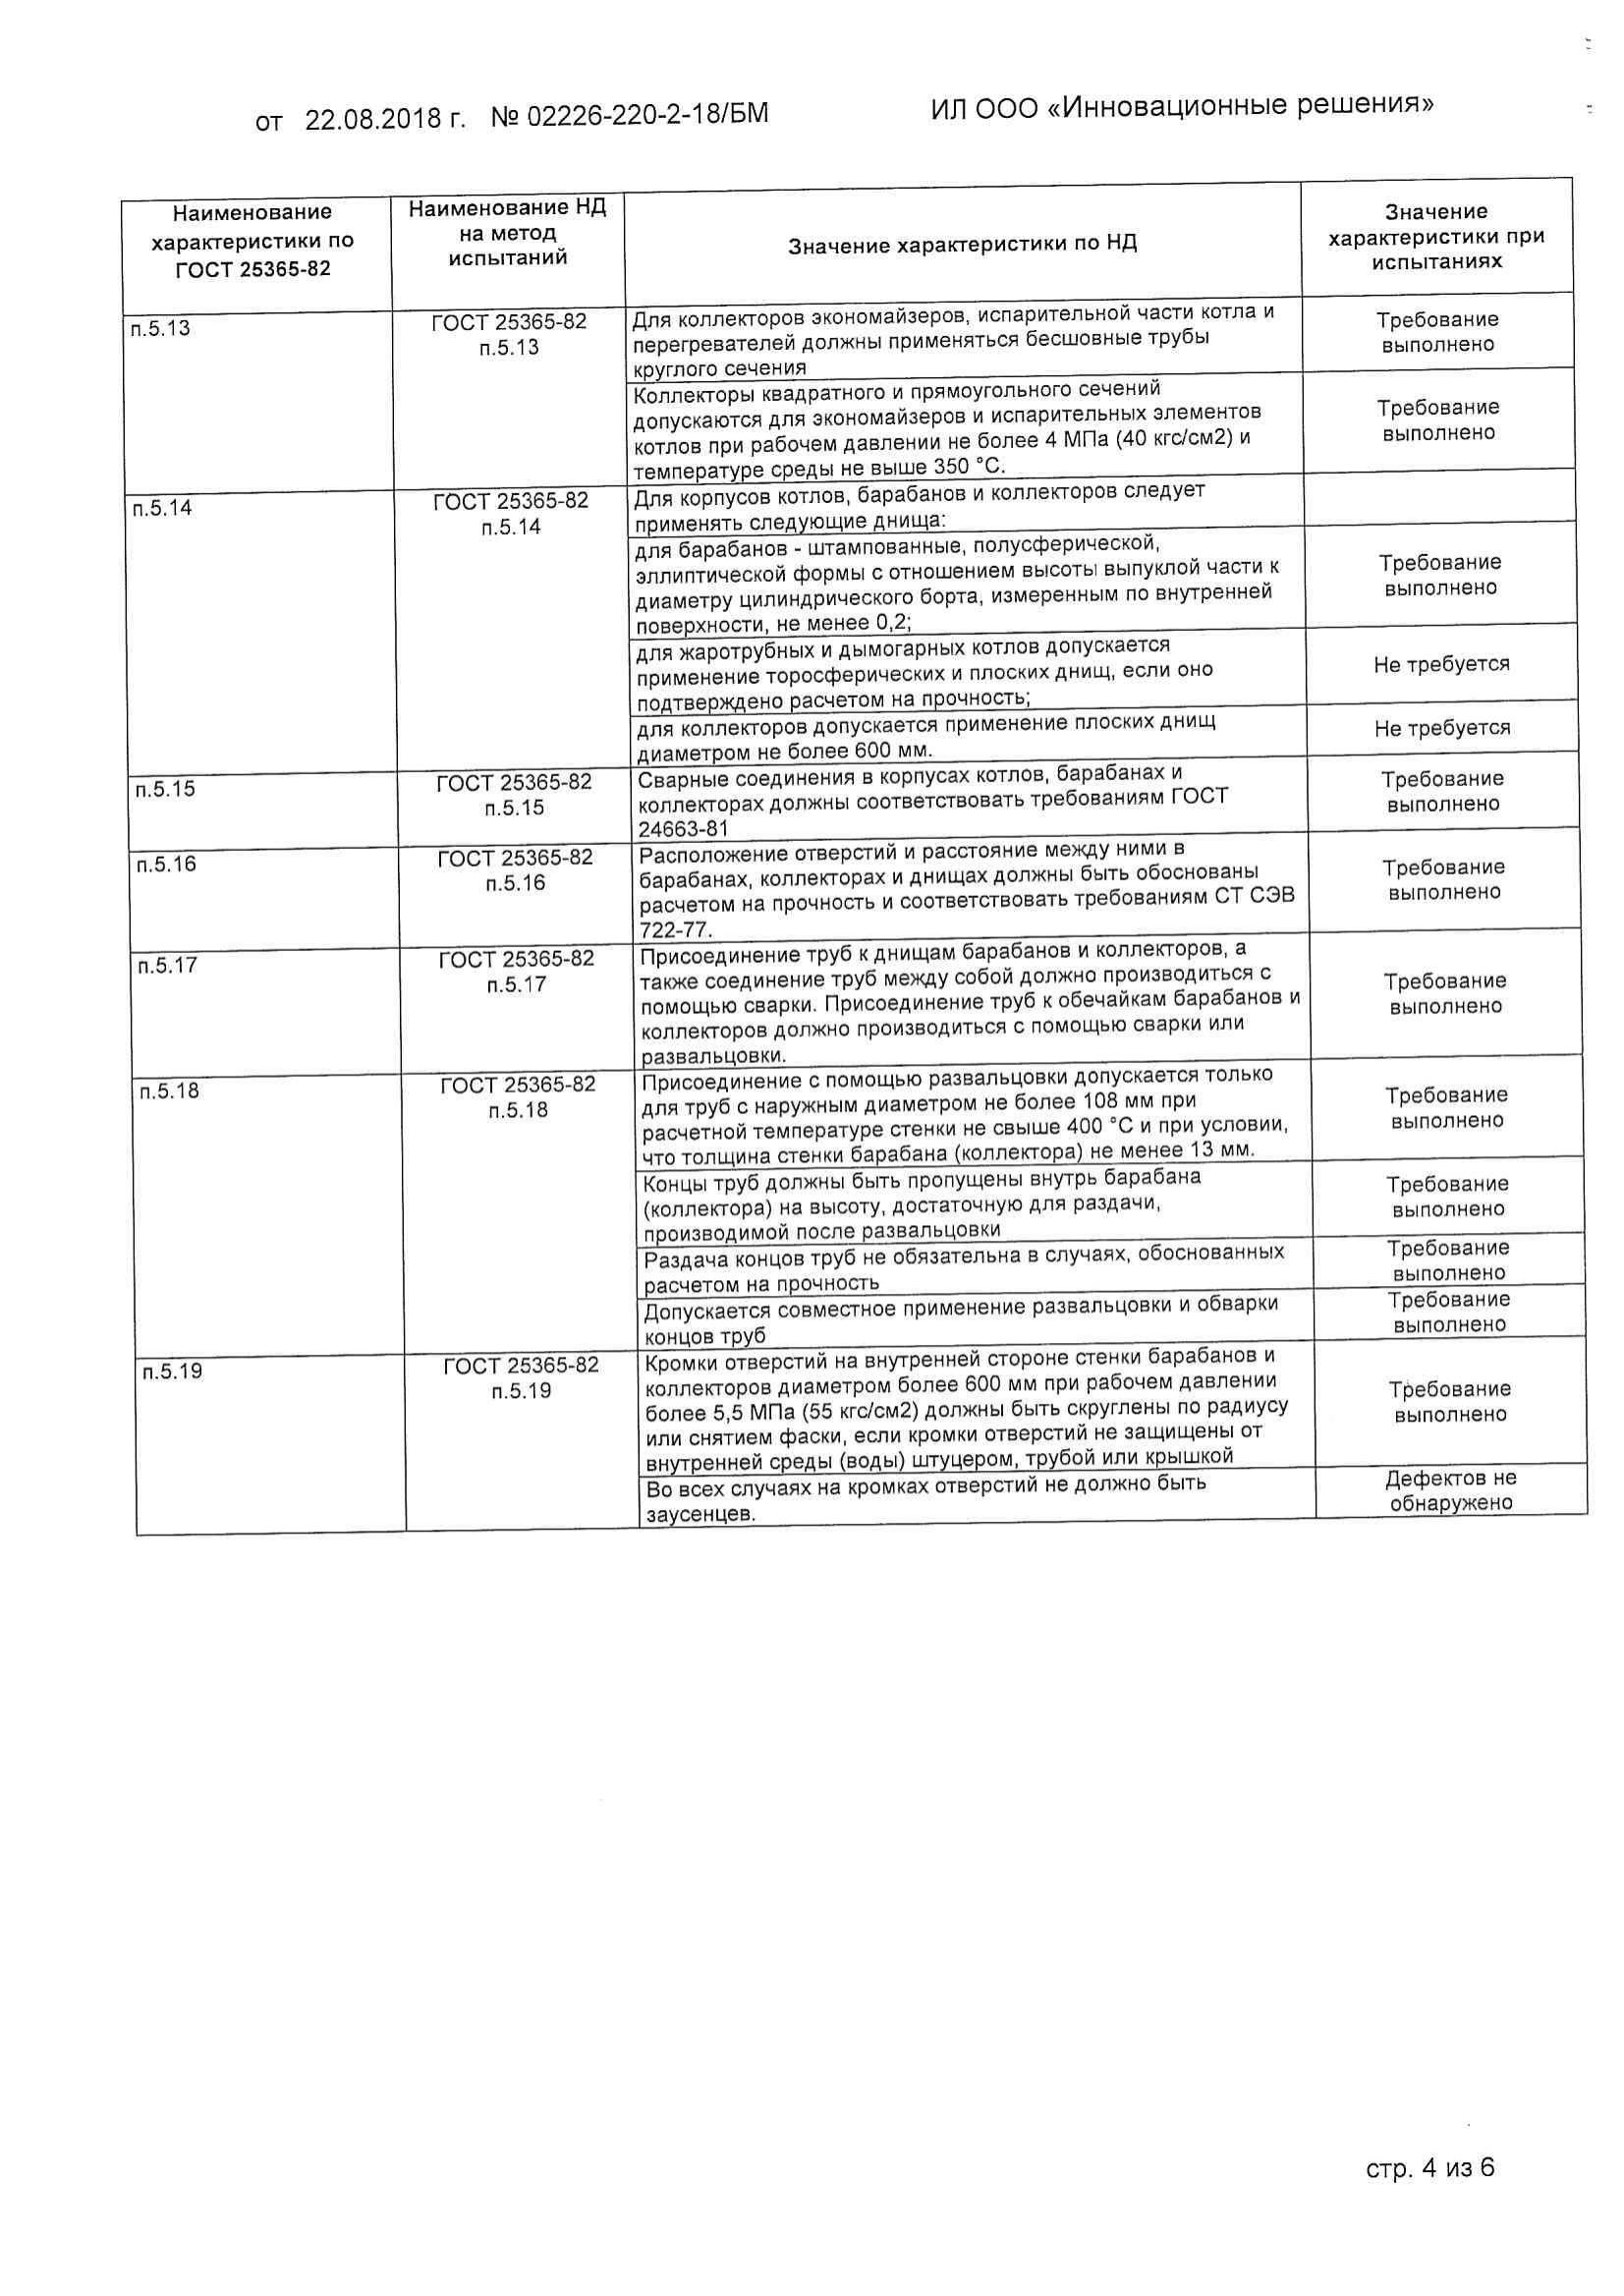 от 22.08.2018 г. № 02226-220-2-18/БМ
ИЛ ООО «Инновационные решения»
Наименование
характеристики по
ГОСТ 25365-82
Наименование НД
на метод
испытаний
Значение характеристики по НД
Значение
характеристики при
испытаниях
п.5.13
ГОСТ 25365-82
п.5.13
Для коллекторов экономайзеров, испарительной части котла и
перегревателей должны применяться бесшовные трубы
круглого сечения
Требование
выполнено
Коллекторы квадратного и прямоугольного сечений
допускаются для экономайзеров и испарительных элементов
котлов при рабочем давлении не более 4 МПа (40 кгс/см2) и
температуре среды не выше 350 °С.
Требование
выполнено
п.5.14
ГОСТ 25365-82
п.5.14
Для корпусов котлов, барабанов и коллекторов следует
применять следующие днища:
для барабанов - штампованные, полусферической,
эллиптической формы с отношением высоты выпуклой части к
диаметру цилиндрического борта, измеренным по внутренней
поверхности, не менее 0,2;
Требование
выполнено
для жаротрубных и дымогарных котлов допускается
применение торосферических и плоских днищ, если оно
подтверждено расчетом на прочность;
Не требуется
для коллекторов допускается применение плоских днищ
диаметром не более 600 мм.
Не требуется
п.5.15
ГОСТ 25365-82
п.5.15
Сварные соединения в корпусах котлов, барабанах и
коллекторах должны соответствовать требованиям ГОСТ
24663-81
Требование
выполнено
п.5.16
ГОСТ 25365-82
п.5.16
Расположение отверстий и расстояние между ними в
барабанах, коллекторах и днищах должны быть обоснованы
расчетом на прочность и соответствовать требованиям СТ СЭВ
722-77.
Требование
выполнено
п.5.17
ГОСТ 25365-82
п.5.17
Присоединение труб к днищам барабанов и коллекторов, а
также соединение труб между собой должно производиться с
помощью сварки. Присоединение труб к обечайкам барабанов и
коллекторов должно производиться с помощью сварки или
развальцовки.
Требование
выполнено
п.5.18
ГОСТ 25365-82
п.5.18
Присоединение с помощью развальцовки допускается только
для труб с наружным диаметром не более 108 мм при
расчетной температуре стенки не свыше 400 °С и при условии,
что толщина стенки барабана (коллектора) не менее 13 мм.
Требование
выполнено
Концы труб должны быть пропущены внутрь барабана
(коллектора) на высоту, достаточную для раздачи,
производимой после развальцовки
Требование
выполнено
Раздача концов труб не обязательна в случаях, обоснованных
расчетом на прочность
Требование
выполнено
Допускается совместное применение развальцовки и обварки
концов труб
Требование
выполнено
п.5.19
ГОСТ 25365-82
п.5.19
Кромки отверстий на внутренней стороне стенки барабанов и
коллекторов диаметром более 600 мм при рабочем давлении
более 5,5 МПа (55 кгс/см2) должны быть скруглены по радиусу
или снятием фаски, если кромки отверстий не защищены от
внутренней среды (воды) штуцером, трубой или крышкой
Требование
выполнено
Во всех случаях на кромках отверстий не должно быть
заусенцев.
Дефектов не
обнаружено
стр. 4 из 6